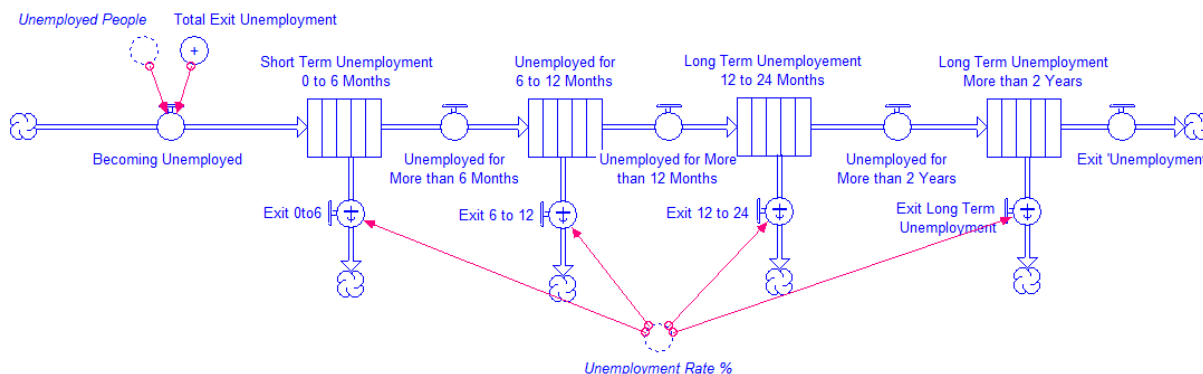 Unemployed People
Total Exit Unemployment
Short Term Unemployment
0 to 6 Months
Unemployed for
6 to 12 Months
Long Term Unemployement
12 to 24 Months
Long Term Unemployment
More than 2 Years
Becoming Unemployed
Unemployed for
More than 6 Months
Unemployed for More
than 12 Months
Unemployed for
More than 2 Years
Exit 'Unemployment
Exit 0to6
Exit 6 to 12
Exit 12 to 24
Exit Long Term
Unemployment
Unemployment Rate %